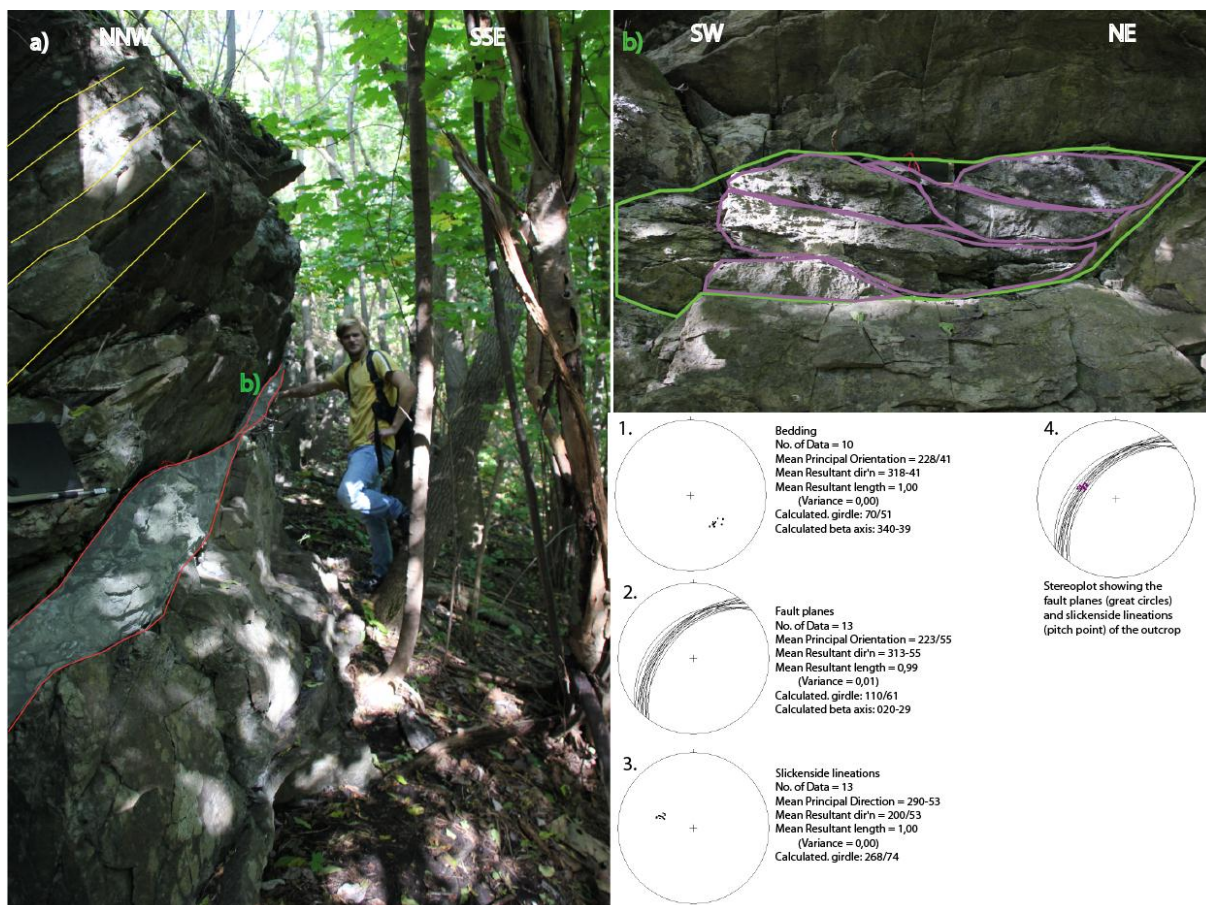 a)
NNW
SSE
b)
b)
SW
NE
1.
Bedding
No. of Data = 10
Mean Principal Orientation = 228/41
Mean Resultant dir'n = 318-41
Mean Resultant length = 1,00
(Variance = 0,00)
Calculated. girdle: 70/51
Calculated beta axis: 340-39
2.
Fault planes
No. of Data = 13
Mean Principal Orientation = 223/55
Mean Resultant dir'n = 313-55
Mean Resultant length = 0,99
(Variance = 0,01)
Calculated. girdle: 110/61
Calculated beta axis: 020-29
3.
Slickenside lineations
No. of Data = 13
Mean Principal Direction = 290-53
Mean Resultant dir'n = 200/53
Mean Resultant length = 1,00
(Variance = 0,00)
Calculated. girdle: 268/74
4.
Stereoplot showing the
fault planes (great circles)
and slickenside lineations
(pitch point) of the outcrop